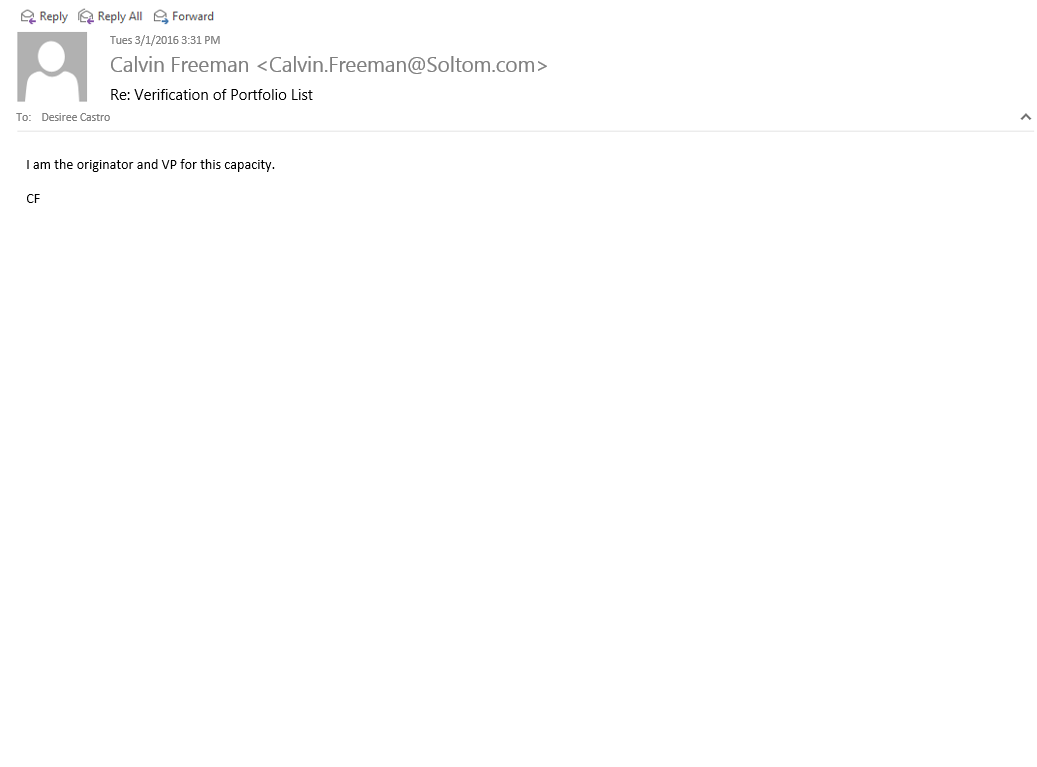 Reply Reply All Forward
Tues 3/1/2016 3:31 PM
Calvin Freeman <Calvin.Freeman@Soltom.com>
Re: Verification of Portfolio List
To: Desiree Castro
I am the originator and VP for this capacity.
CF